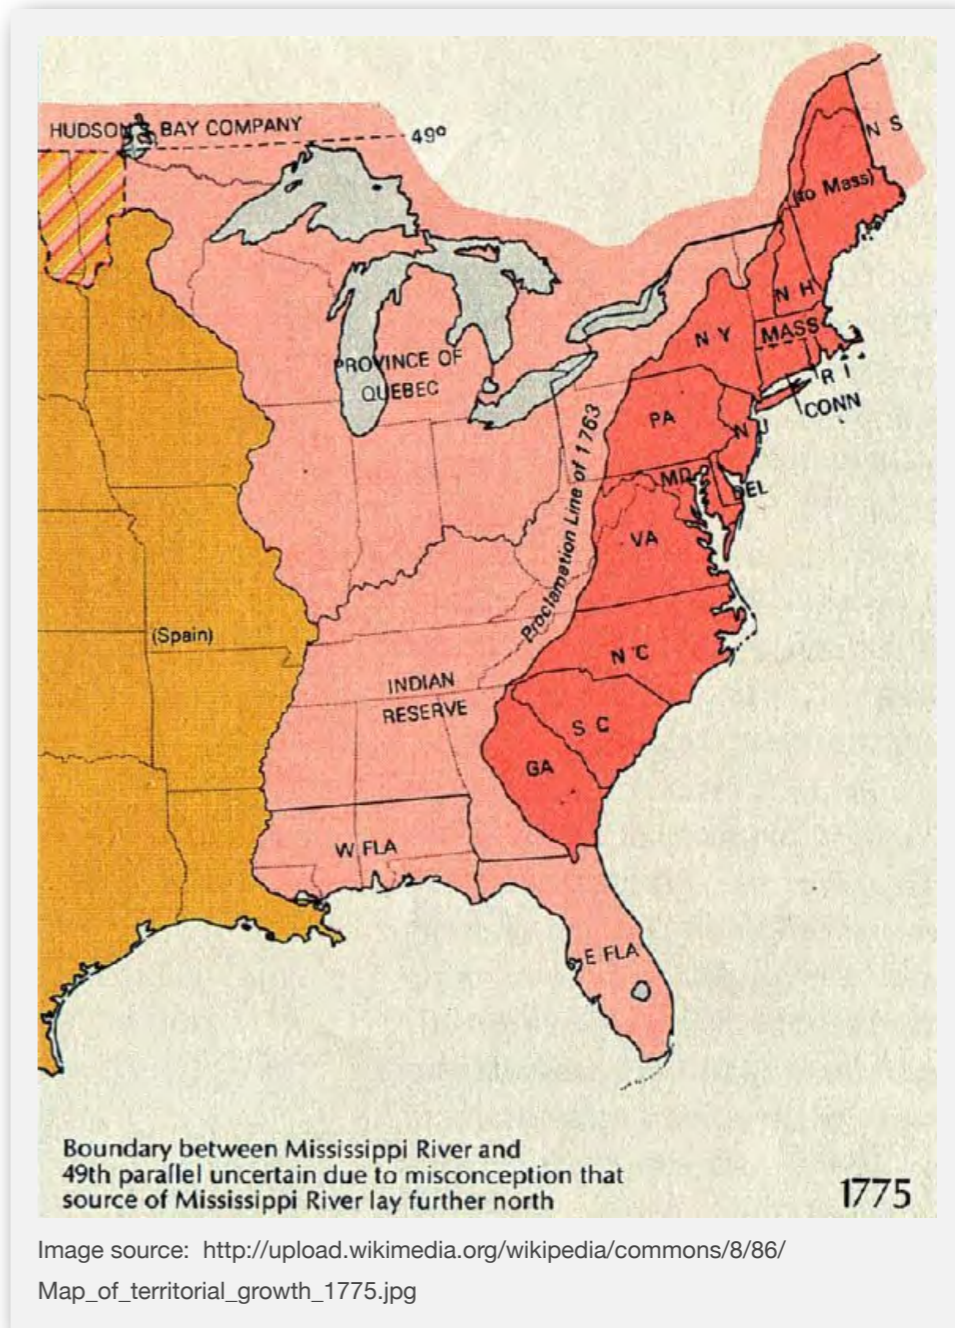 HUDSON'S BAY COMPANY
49º
N S
(to Mass)
N H
N Y
MASS
R I
CONN
PROVINCE OF
QUEBEC
PA
N J
Proclamation Line of 1763
MD
DEL
VA
(Spain)
N C
INDIAN
RESERVE
S C
GA
W FLA
E FLA
Boundary between Mississippi River and
49th parallel uncertain due to misconception that
source of Mississippi River lay further north
1775
Image source: http://upload.wikimedia.org/wikipedia/commons/8/86/
Map_of_territorial_growth_1775.jpg